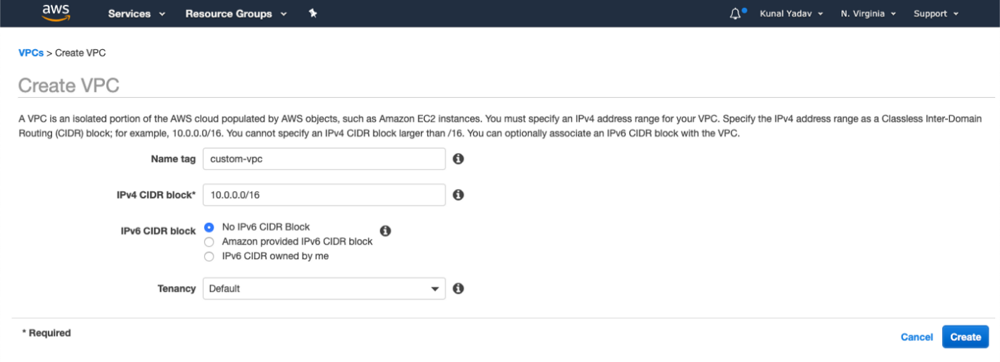 aws Services Resource Groups Kunal Yadav N. Virginia Support
VPCs > Create VPC
Create VPC
A VPC is an isolated portion of the AWS cloud populated by AWS objects, such as Amazon EC2 instances. You must specify an IPv4 address range for your VPC. Specify the IPv4 address range as a Classless Inter-Domain
Routing (CIDR) block; for example, 10.0.0.0/16. You cannot specify an IPv4 CIDR block larger than /16. You can optionally associate an IPv6 CIDR block with the VPC.
Name tag custom-vpc
IPv4 CIDR block* 10.0.0.0/16
IPv6 CIDR block No IPv6 CIDR Block
Amazon provided IPv6 CIDR block
IPv6 CIDR owned by me
Tenancy Default
* Required
Cancel Create